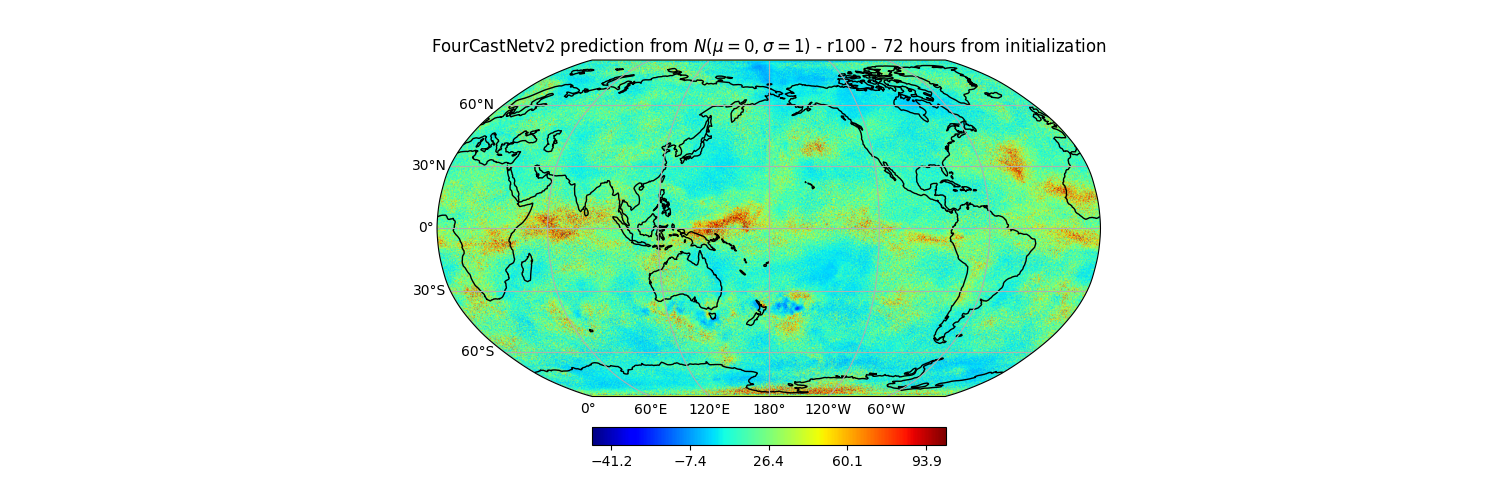 FourCastNetv2 prediction from N(μ = 0, σ = 1) - r100 - 72 hours from initialization
60°N
30°N
0°
30°S
60°S
0° 60°E 120°E 180° 120°W 60°W
−41.2 −7.4 26.4 60.1 93.9